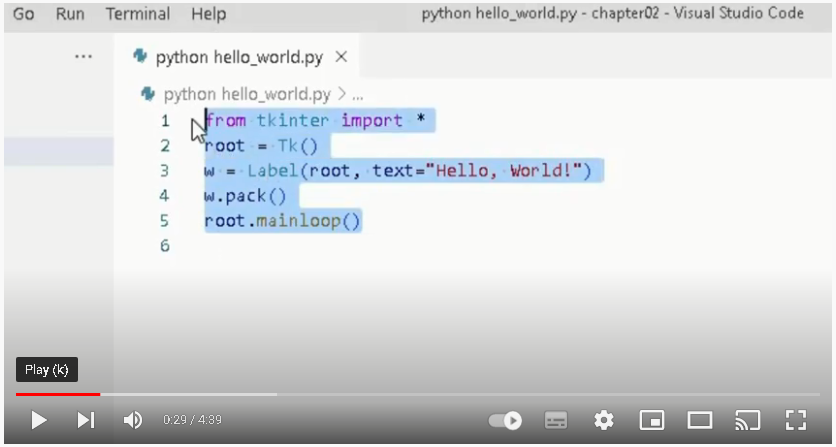 Go Run Terminal Help python hello_world.py - chapter02 - Visual Studio Code
··· python hello_world.py ×
python hello_world.py > ...
1 from tkinter import *
2 root = Tk()
3 w = Label(root, text="Hello, World!")
4 w.pack()
5 root.mainloop()
6
Play (k)
0:29 / 4:39